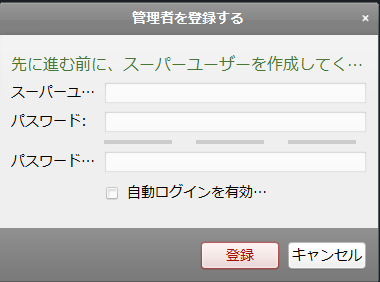 管理者を登録する ×
先に進む前に、スーパーユーザーを作成してく…
スーパーユ…
パスワード:
パスワード…
自動ログインを有効…
登録 キャンセル